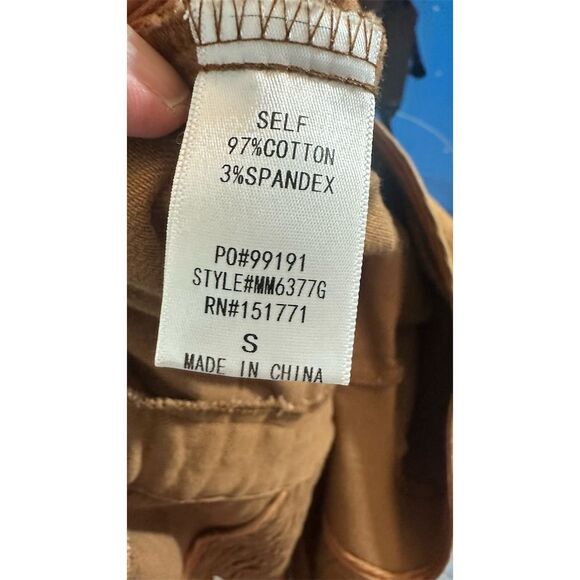 SELF
97%COTTON
3%SPANDEX
PO#99191
STYLE#MM6377G
RN#151771
S
MADE IN CHINA